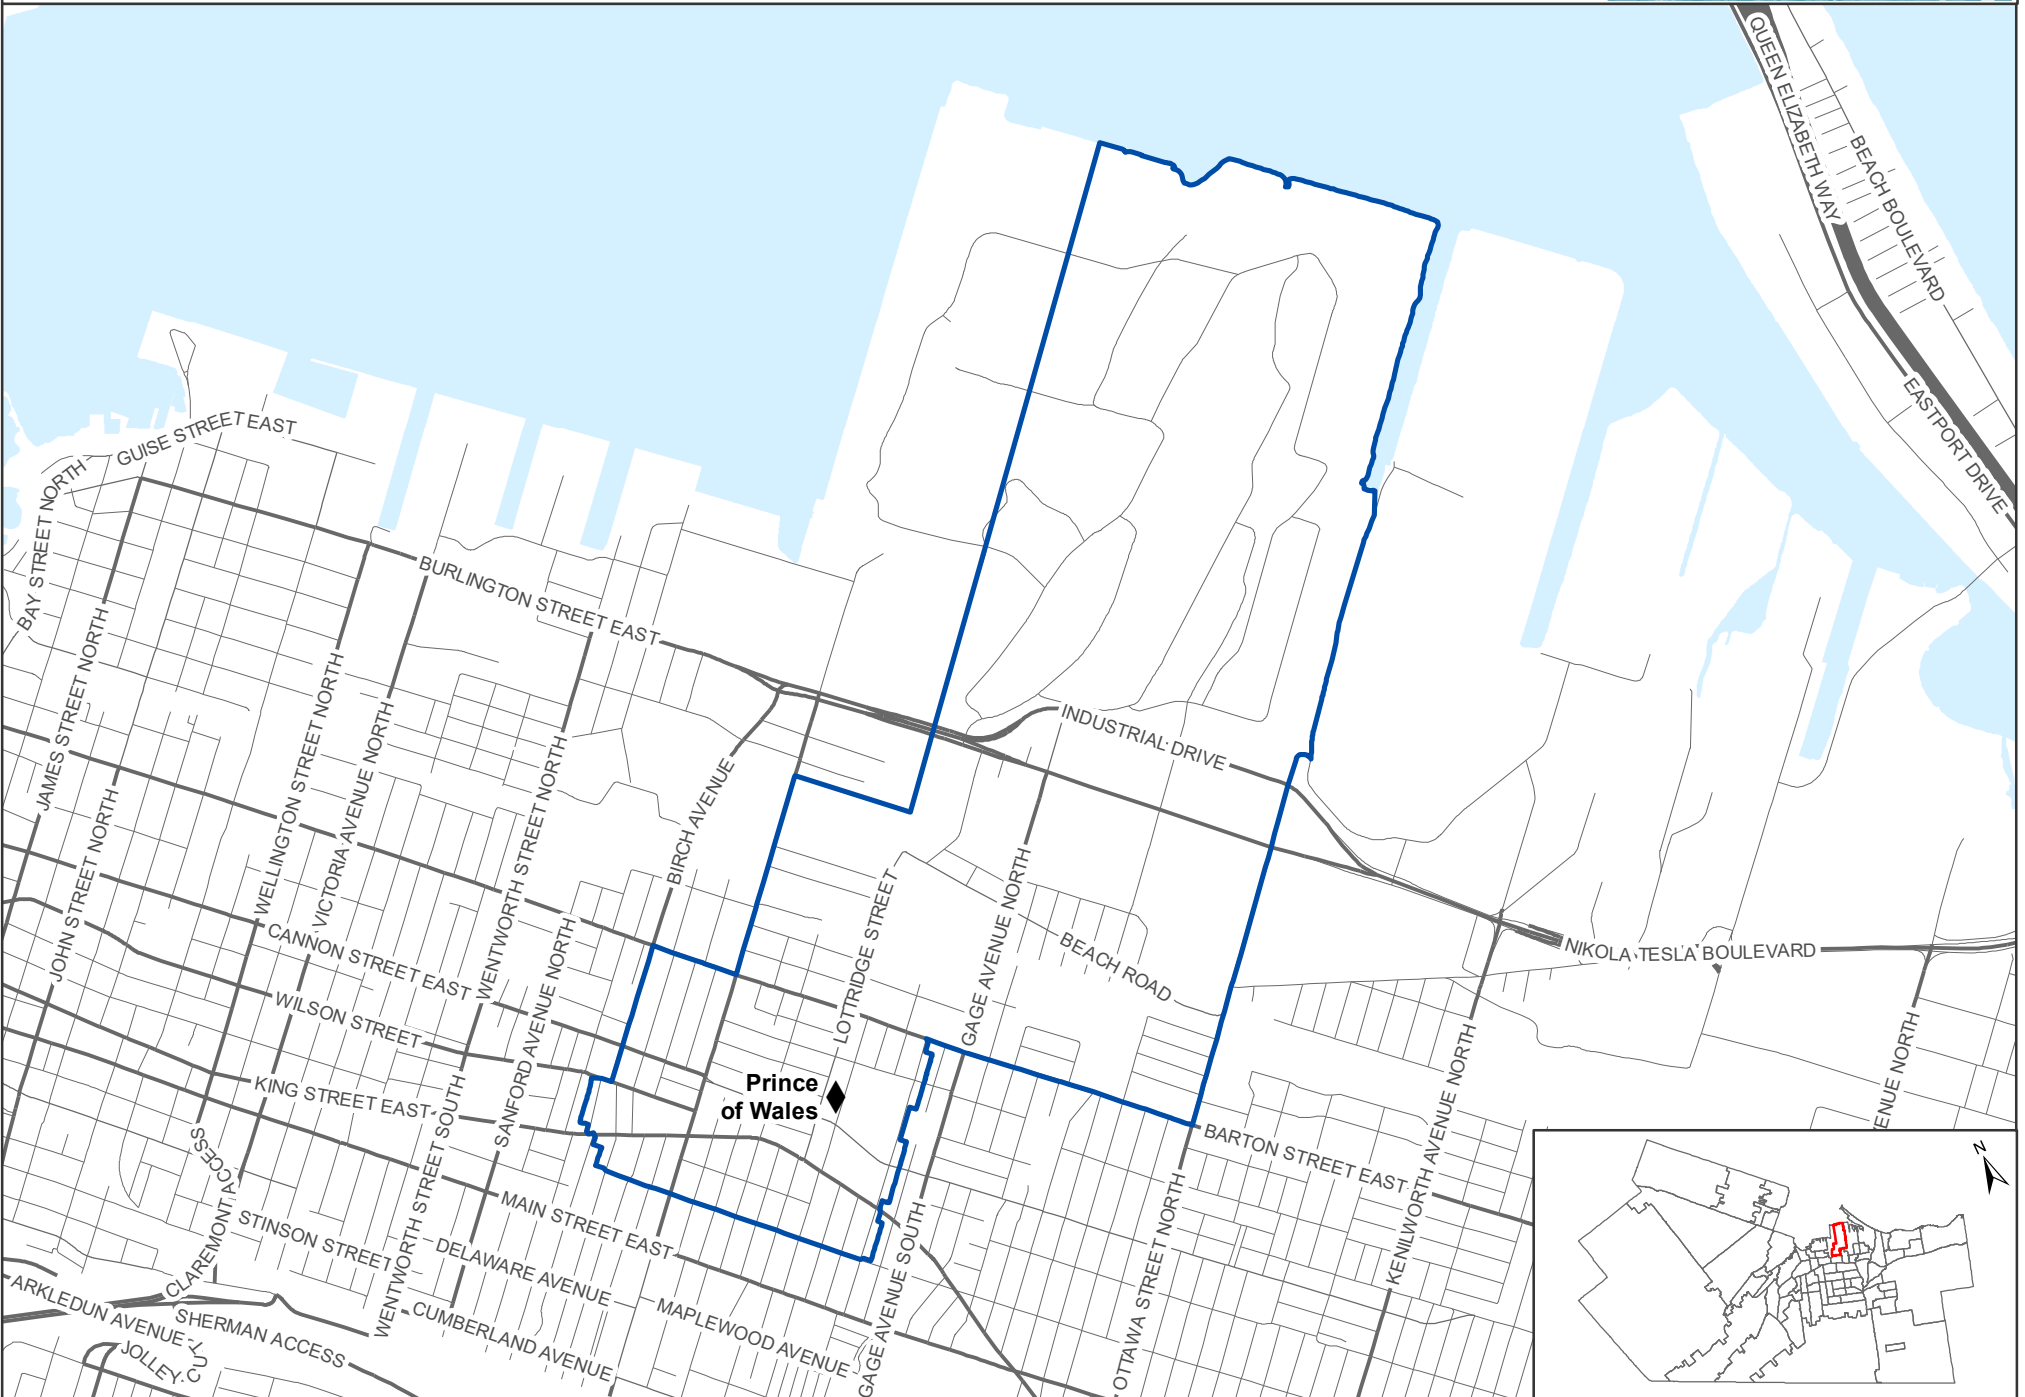 QUEEN ELIZABETH WAY
BEACH BOULEVARD
EASTPORT DRIVE
GUISE STREET EAST
BAY STREET NORTH
BURLINGTON STREET EAST
JAMES STREET NORTH
WELLINGTON STREET NORTH
VICTORIA AVENUE NORTH
WENTWORTH STREET NORTH
BIRCH AVENUE
INDUSTRIAL DRIVE
JOHN STREET NORTH
CANNON STREET EAST
SANFORD AVENUE NORTH
LOTTRIDGE STREET
GAGE AVENUE NORTH
BEACH ROAD
NIKOLA TESLA BOULEVARD
WILSON STREET
KING STREET EAST
Prince
of Wales
BARTON STREET EAST
KENILWORTH AVENUE NORTH
ENUE NORTH
CLAREMONT ACCESS
WENTWORTH STREET SOUTH
MAIN STREET EAST
STINSON STREET
DELAWARE AVENUE
GAGE AVENUE SOUTH
OTTAWA STREET NORTH
ARKLEDUN AVENUE
SHERMAN ACCESS
CUMBERLAND AVENUE
MAPLEWOOD AVENUE
JOLLEY CUT
N